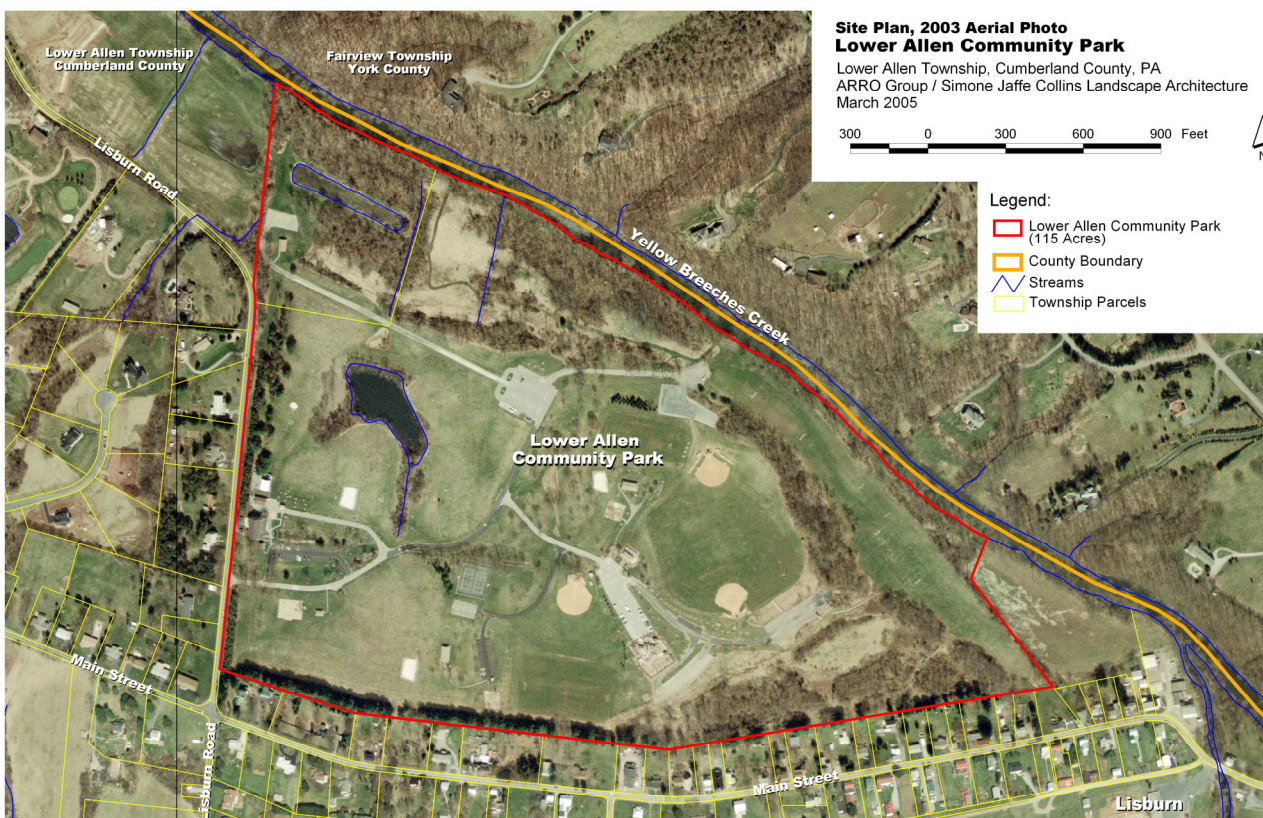 Site Plan, 2003 Aerial Photo
Lower Allen Community Park
Lower Allen Township, Cumberland County, PA
ARRO Group / Simone Jaffe Collins Landscape Architecture
March 2005
300 0 300 600 900 Feet
N
Legend:
Lower Allen Community Park
(115 Acres)
County Boundary
Streams
Township Parcels
Lower Allen Township
Cumberland County
Fairview Township
York County
Lisburn Road
Yellow Breeches Creek
Lower Allen
Community Park
Main Street
Lisburn Road
Main Street
Lisburn